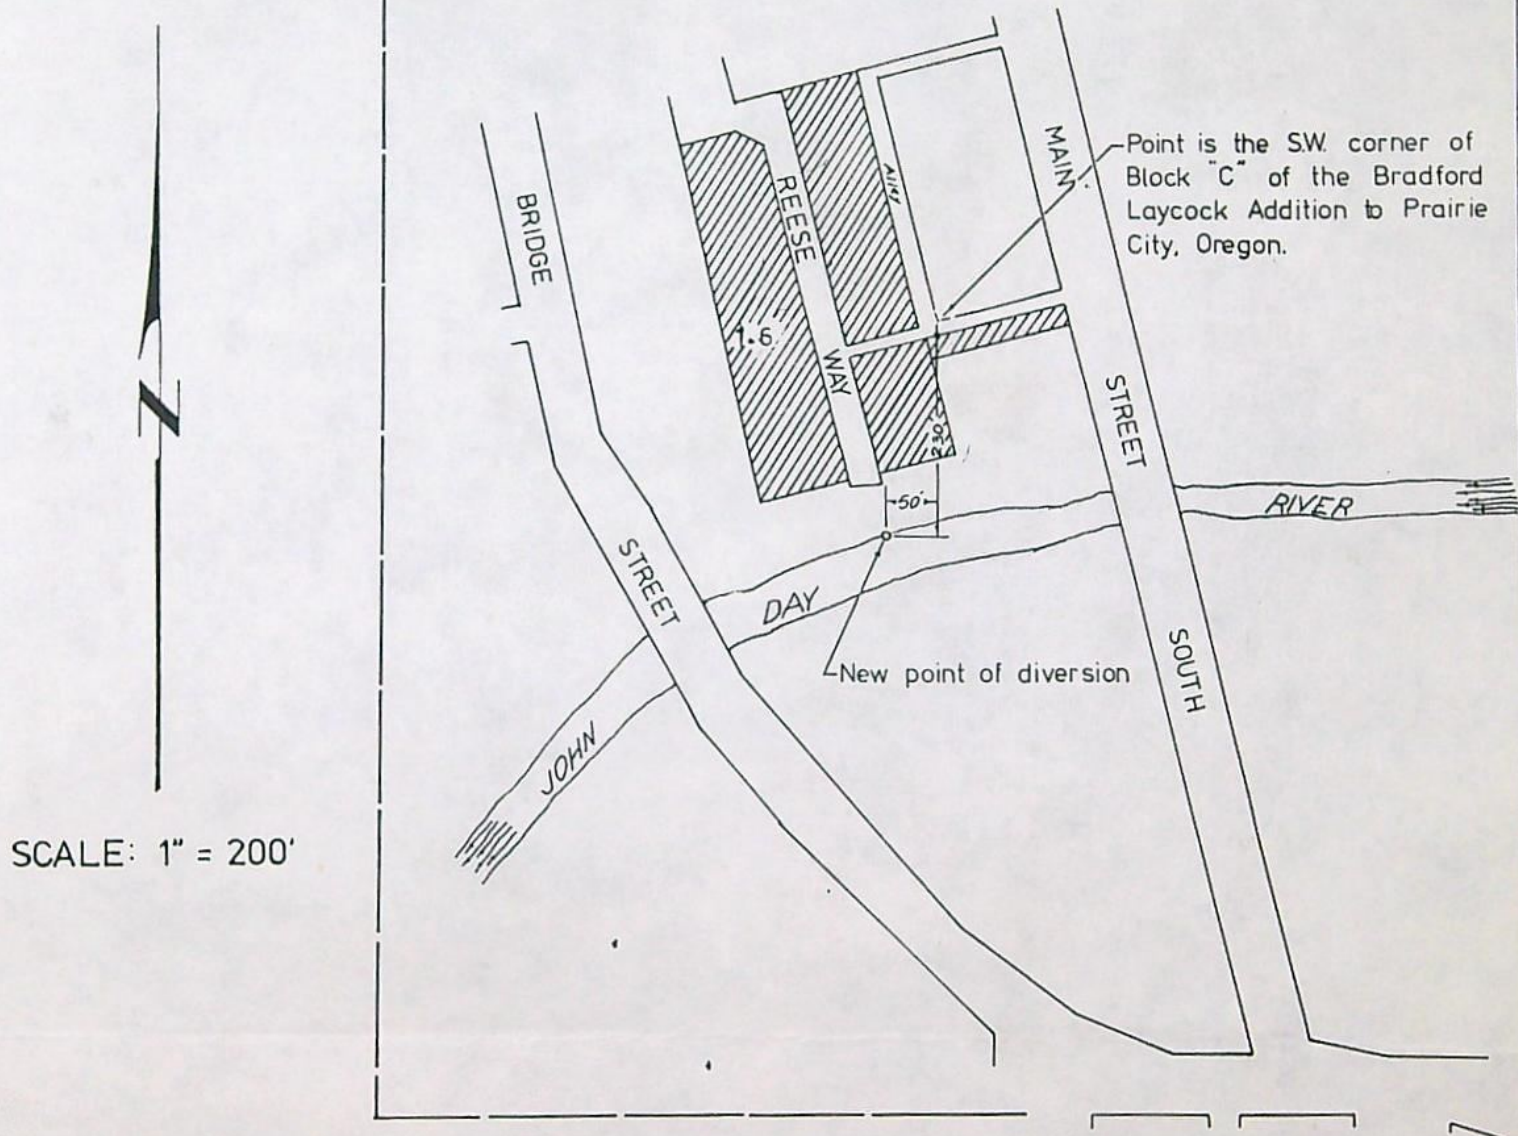 Point is the S.W. corner of
Block "C" of the Bradford
Laycock Addition to Prairie
City, Oregon.
MAIN
STREET
SOUTH
BRIDGE
STREET
REESE
WAY
Alley
1.6
230'
50'
RIVER
DAY
JOHN
New point of diversion
N
SCALE: 1" = 200'